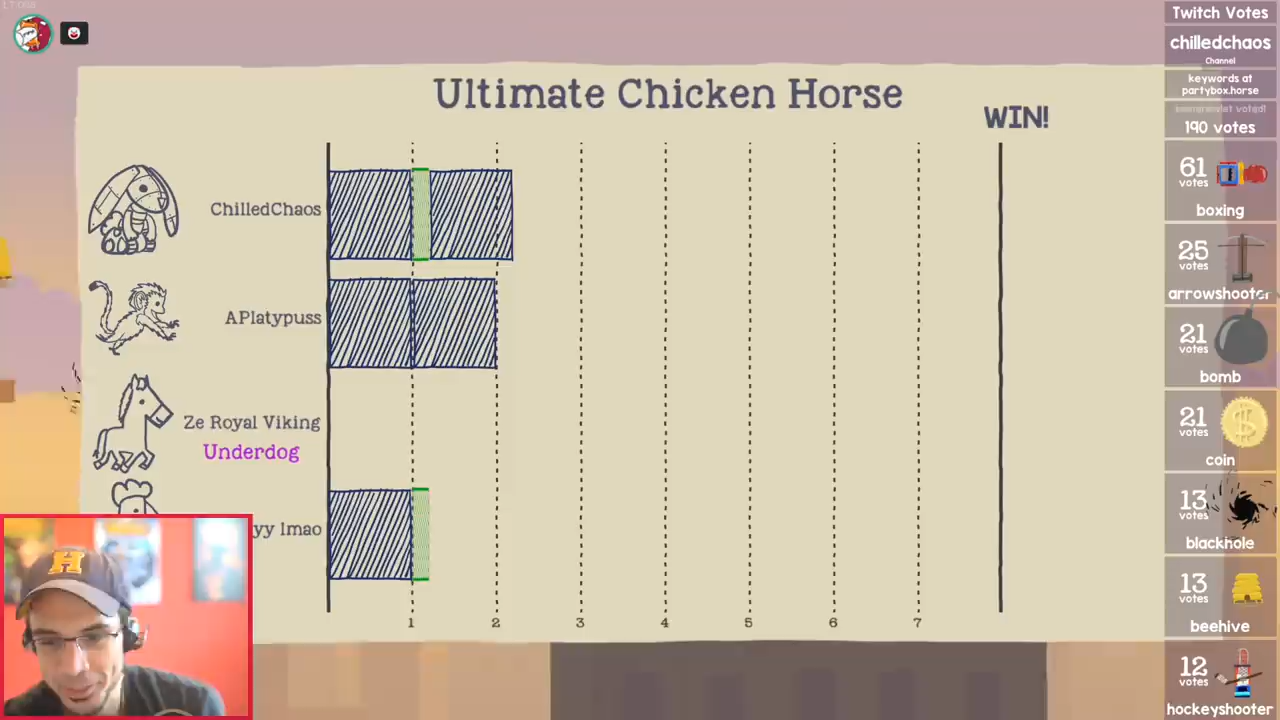 Ultimate Chicken Horse
WIN!
ChilledChaos
APlatypuss
Ze Royal Viking
Underdog
yy lmao
1 2 3 4 5 6 7
H
Twitch Votes
chilledchaos
Channel
keywords at
partybox.horse
190 votes
61
votes
boxing
25
votes
arrowshooter
21
votes
bomb
21
votes
coin
13
votes
blackhole
13
votes
beehive
12
votes
hockeyshooter